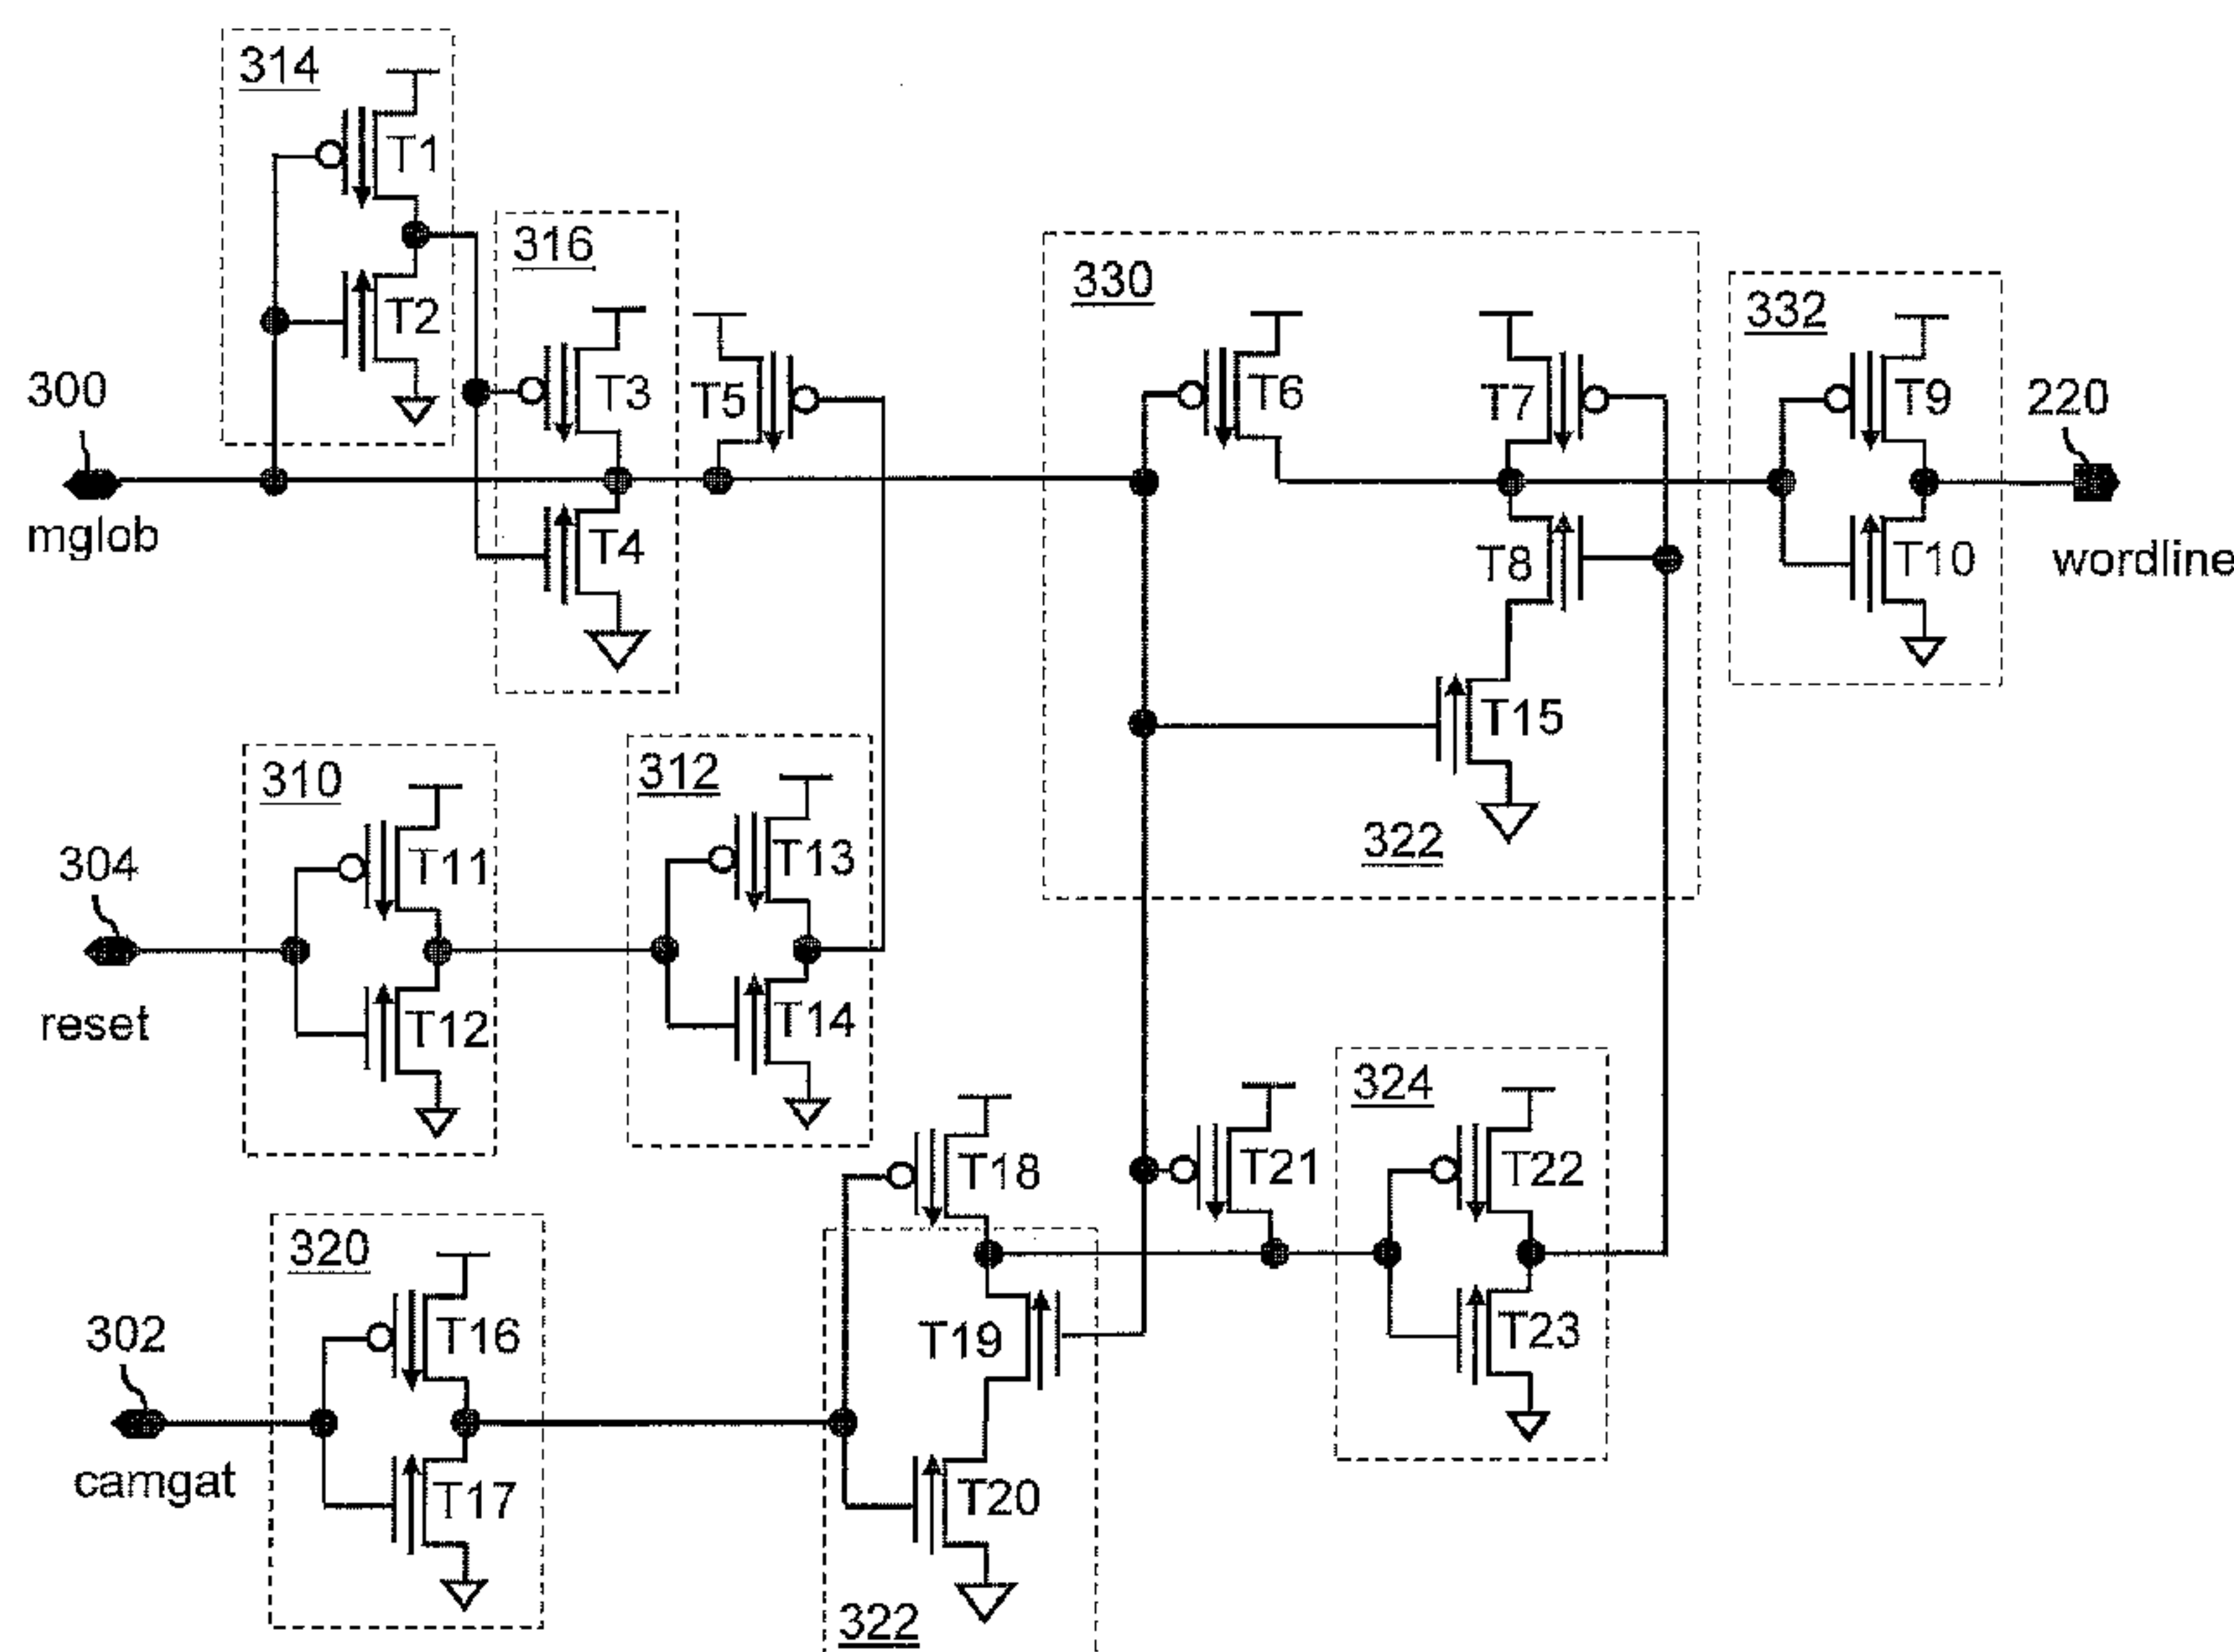 314
T1
316
T2
330
332
300
T3
T5
T6
T7
T9
220
mglob
T4
T8
T10
wordline
T15
310
312
322
304
T11
T13
reset
T12
T14
324
T18
T21
T22
320
302
T16
T19
T23
camgat
T17
T20
322